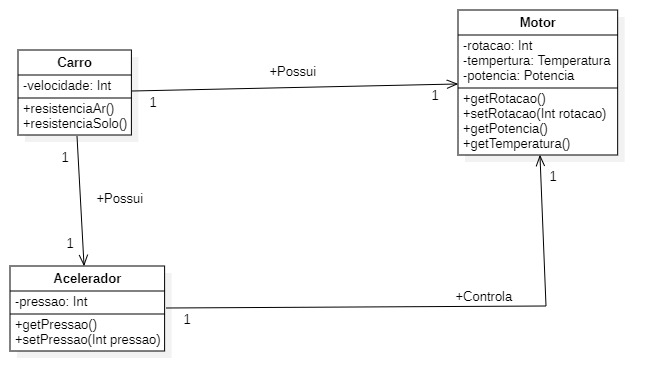 Motor
-rotacao: Int
-tempertura: Temperatura
-potencia: Potencia
+getRotacao()
+setRotacao(Int rotacao)
+getPotencia()
+getTemperatura()
Carro
-velocidade: Int
+resistenciaAr()
+resistenciaSolo()
+Possui
1
1
1
+Possui
1
1
Acelerador
-pressao: Int
+getPressao()
+setPressao(Int pressao)
+Controla
1